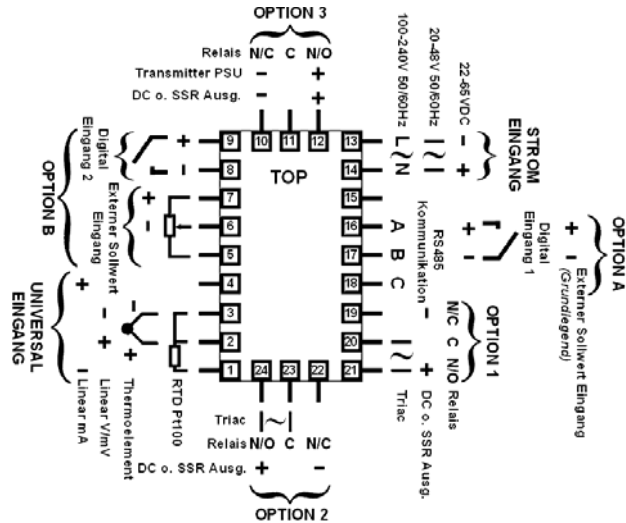 OPTION 3
Relais N/C C N/O
Transmitter PSU − +
DC o. SSR Ausg. − +
10 11 12
9 8 7 6 5 4 3 2 1
TOP
13 14 15 16 17 18 19 20 21
24 23 22
OPTION B
Digital
Eingang 2
+
−
Externer Sollwert
Eingang
+
−
UNIVERSAL
EINGANG
+
−
Linear mA
−
+
Linear V/mV
−
+
Thermoelement
RTD Pt100
100-240V 50/60Hz
L ~ N
20-48V 50/60Hz
~
22-65VDC
− +
STROM
EINGANG
A
B
C
RS485
Kommunikation
+
−
Digital
Eingang 1
+
−
Externer Sollwert Eingang
(Grundlegend)
OPTION A
~
Triac
−
+
DC o. SSR Ausg.
N/C C N/O Relais
OPTION 1
Triac ~
Relais N/O C N/C
DC o. SSR Ausg. + −
OPTION 2